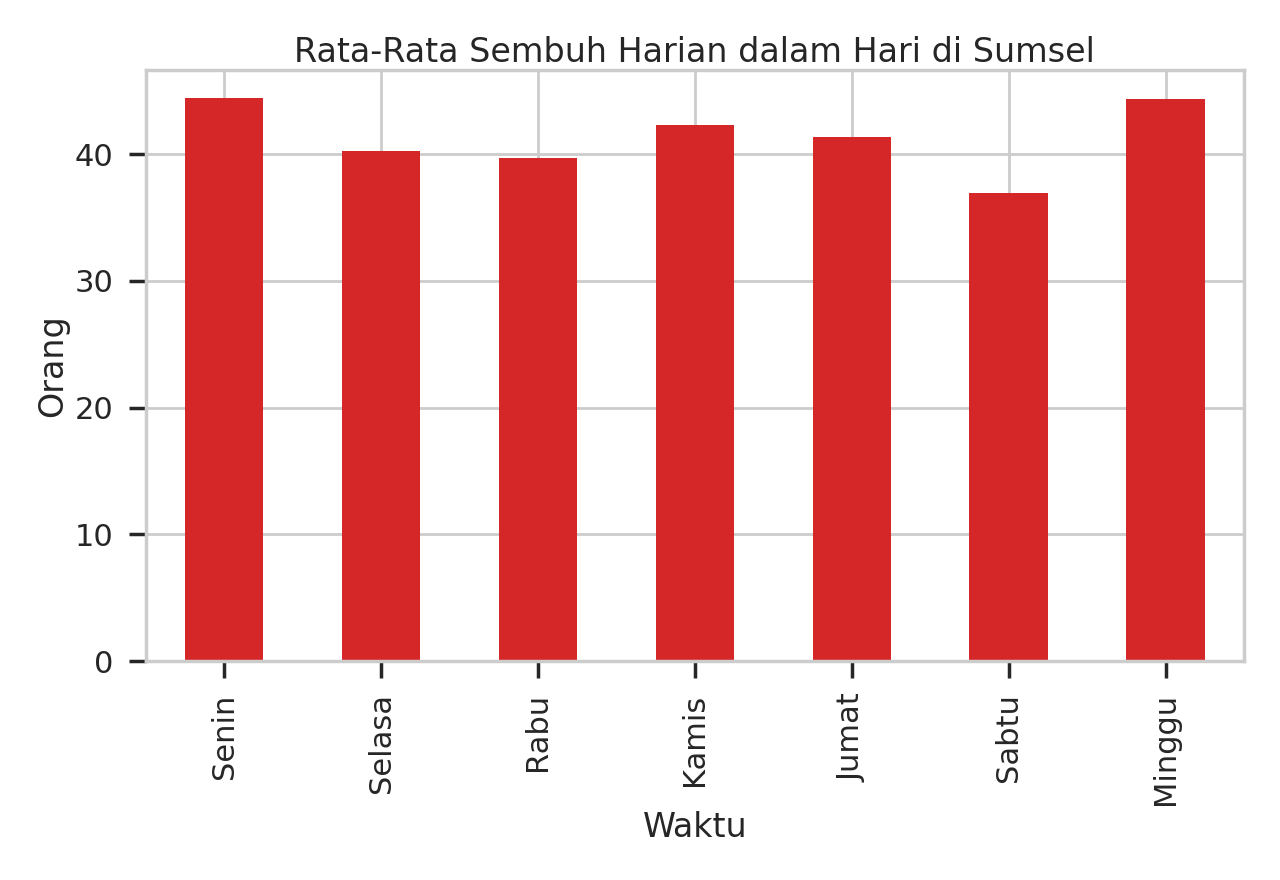 Rata-Rata Sembuh Harian dalam Hari di Sumsel
Orang
40
30
20
10
0
Senin
Selasa
Rabu
Kamis
Jumat
Sabtu
Minggu
Waktu